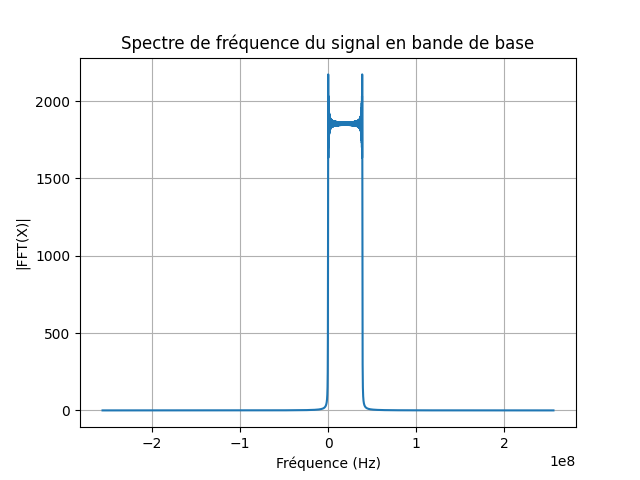 Spectre de fréquence du signal en bande de base
|FFT(X)|
2000
1500
1000
500
0
−2
−1
0
1
2
1e8
Fréquence (Hz)